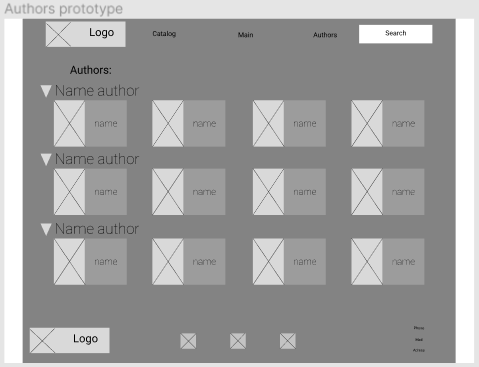 Authors prototype
Logo
Catalog
Main
Authors
Search
Authors:
Name author
name name name name
Name author
name name name name
Name author
name name name name
Logo
Phone
Mail
Adress